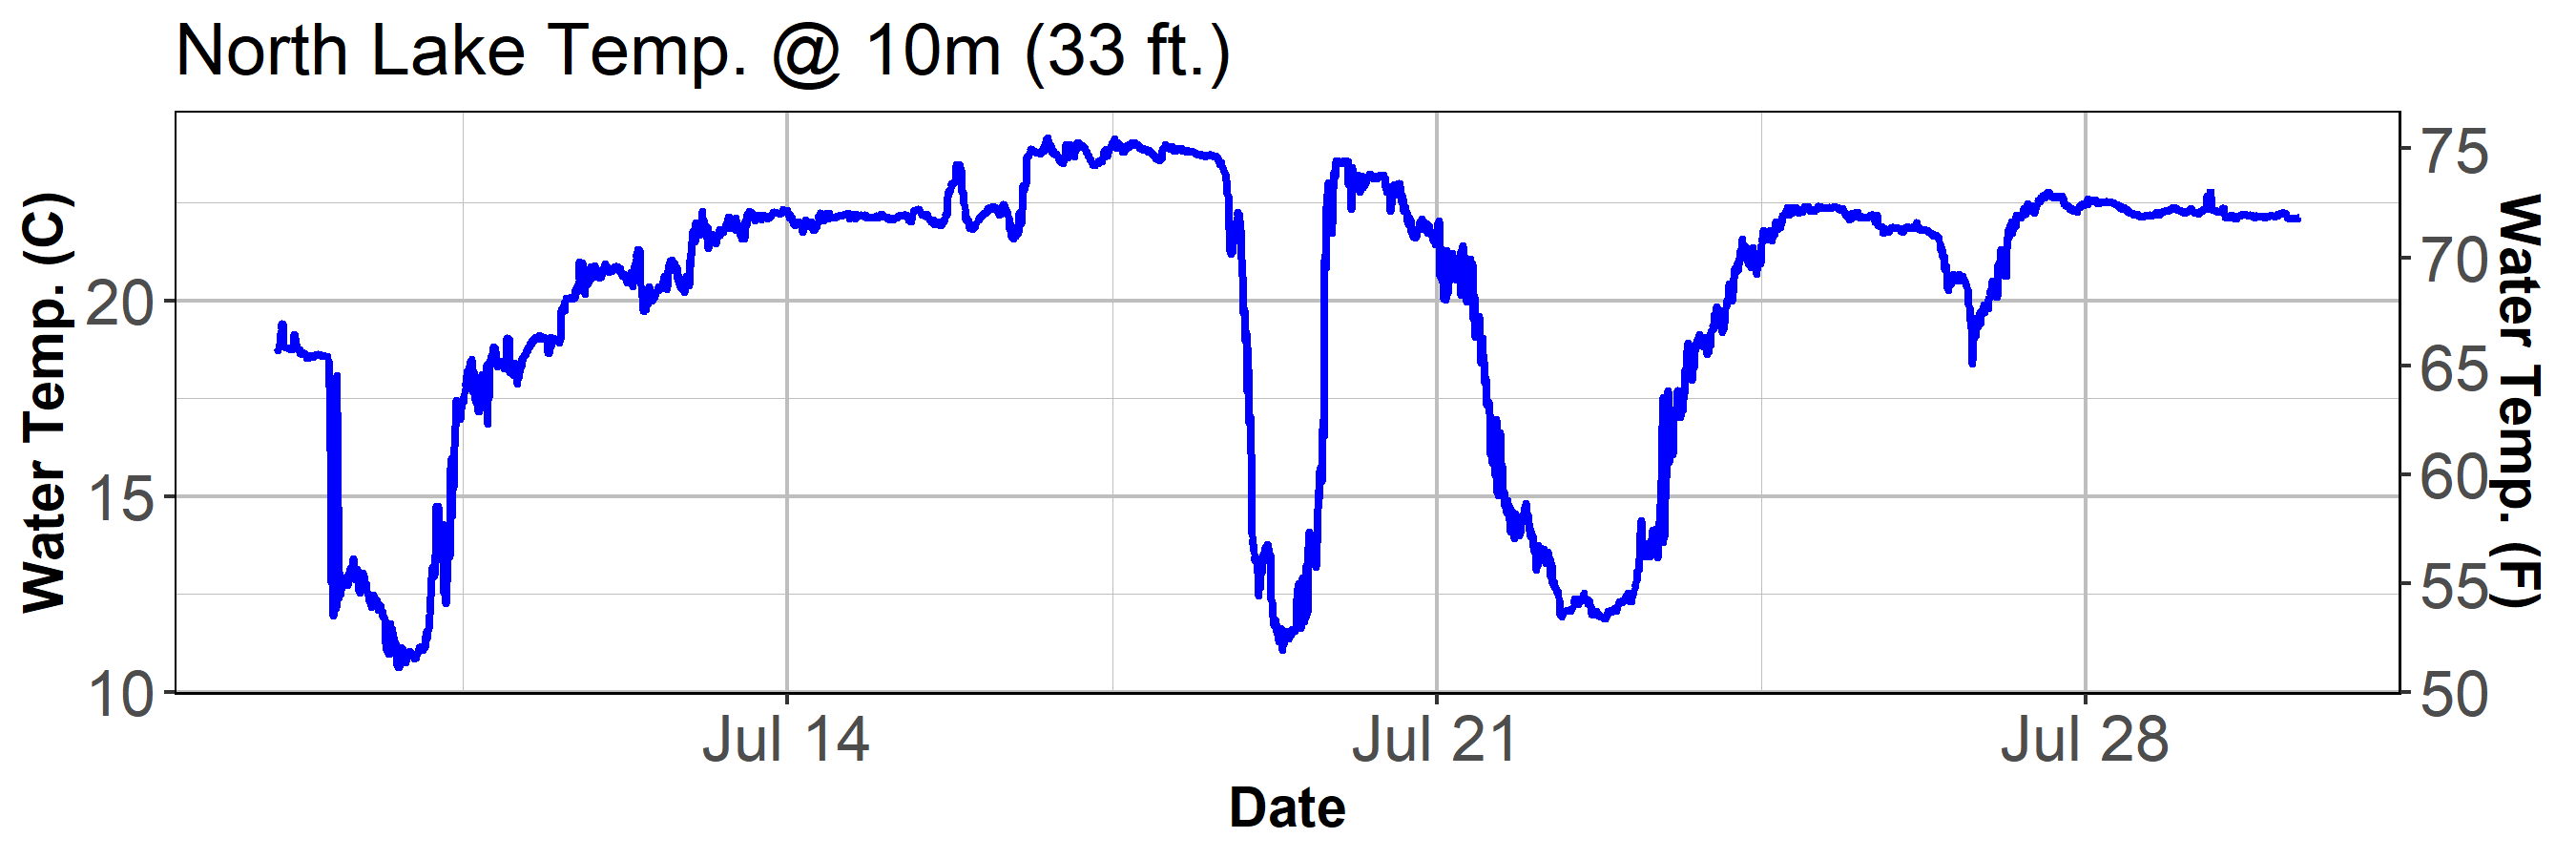 North Lake Temp. @ 10m (33 ft.)
Water Temp. (C)
20
15
10
75
70
65
60
55
50
Water Temp. (F)
Jul 14
Jul 21
Jul 28
Date